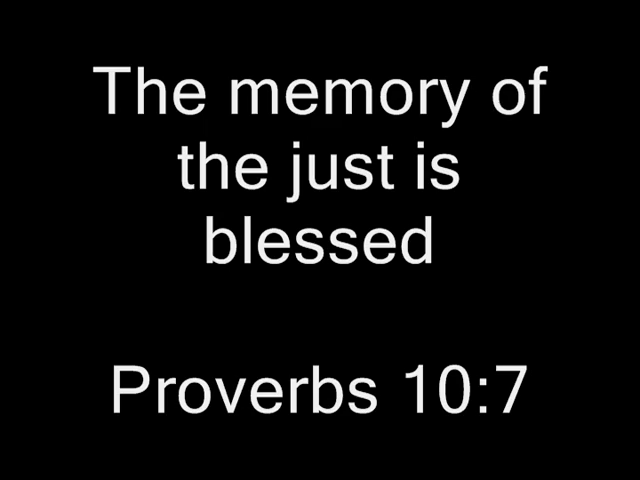 The memory of
the just is
blessed
Proverbs 10:7